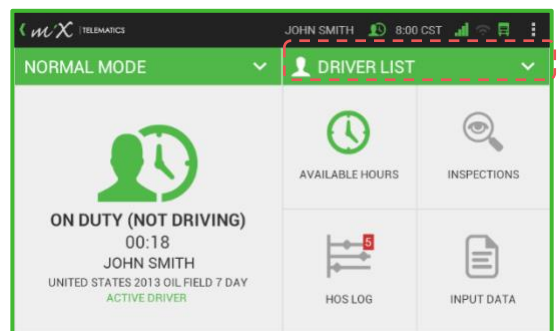 mix TELEMATICS
JOHN SMITH 8:00 CST
NORMAL MODE
DRIVER LIST
ON DUTY (NOT DRIVING)
00:18
JOHN SMITH
UNITED STATES 2013 OIL FIELD 7 DAY
ACTIVE DRIVER
AVAILABLE HOURS
INSPECTIONS
5
HOS LOG
INPUT DATA